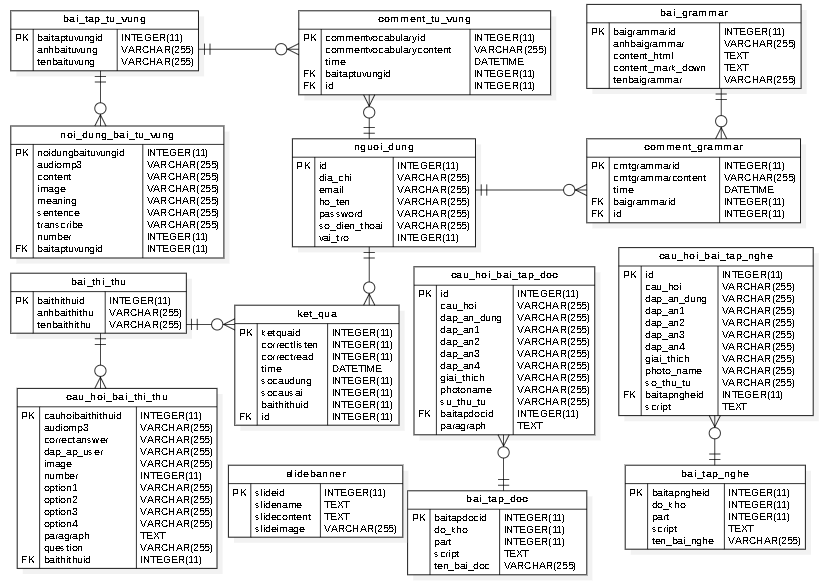 bai_tap_tu_vung
PK baitaptuvungid INTEGER(11)
anhbaituvung VARCHAR(255)
tenbaituvung VARCHAR(255)
comment_tu_vung
PK commentvocabularyid INTEGER(11)
commentvocabularycontent VARCHAR(255)
time DATETIME
FK baitaptuvungid INTEGER(11)
FK id INTEGER(11)
bai_grammar
PK baigrammarid INTEGER(11)
anhbaigrammar VARCHAR(255)
content_html TEXT
content_mark_down TEXT
tenbaigrammar VARCHAR(255)
noi_dung_bai_tu_vung
PK noidungbaituvungid INTEGER(11)
audiomp3 VARCHAR(255)
content VARCHAR(255)
image VARCHAR(255)
meaning VARCHAR(255)
sentence VARCHAR(255)
transcribe VARCHAR(255)
number INTEGER(11)
FK baitaptuvungid INTEGER(11)
nguoi_dung
PK id INTEGER(11)
dia_chi VARCHAR(255)
email VARCHAR(255)
ho_ten VARCHAR(255)
password VARCHAR(255)
so_dien_thoai VARCHAR(255)
vai_tro INTEGER(11)
comment_grammar
PK cmtgrammarid INTEGER(11)
cmtgrammarcontent VARCHAR(255)
time DATETIME
FK baigrammarid INTEGER(11)
FK id INTEGER(11)
bai_thi_thu
PK baithithuid INTEGER(11)
anhbaithithu VARCHAR(255)
tenbaithithu VARCHAR(255)
ket_qua
PK ketquaid INTEGER(11)
correctlisten INTEGER(11)
correctread INTEGER(11)
time DATETIME
socaudung INTEGER(11)
socausai INTEGER(11)
FK baithithuid INTEGER(11)
FK id INTEGER(11)
cau_hoi_bai_tap_doc
PK id INTEGER(11)
cau_hoi VARCHAR(255)
dap_an_dung VARCHAR(255)
dap_an1 VARCHAR(255)
dap_an2 VARCHAR(255)
dap_an3 VARCHAR(255)
dap_an4 VARCHAR(255)
giai_thich VARCHAR(255)
photoname VARCHAR(255)
su_thu_tu VARCHAR(255)
FK baitapdocid INTEGER(11)
paragraph TEXT
cau_hoi_bai_tap_nghe
PK id INTEGER(11)
cau_hoi VARCHAR(255)
dap_an_dung VARCHAR(255)
dap_an1 VARCHAR(255)
dap_an2 VARCHAR(255)
dap_an3 VARCHAR(255)
dap_an4 VARCHAR(255)
giai_thich VARCHAR(255)
photo_name VARCHAR(255)
so_thu_tu VARCHAR(255)
FK baitapngheid INTEGER(11)
script TEXT
cau_hoi_bai_thi_thu
PK cauhoibaithithuid INTEGER(11)
audiomp3 VARCHAR(255)
correctanswer VARCHAR(255)
dap_ap_user VARCHAR(255)
image VARCHAR(255)
number INTEGER(11)
option1 VARCHAR(255)
option2 VARCHAR(255)
option3 VARCHAR(255)
option4 VARCHAR(255)
paragraph TEXT
question VARCHAR(255)
FK baithithuid INTEGER(11)
slidebanner
PK slideid INTEGER(11)
slidename TEXT
slidecontent TEXT
slideimage VARCHAR(255)
bai_tap_doc
PK baitapdocid INTEGER(11)
do_kho INTEGER(11)
part INTEGER(11)
script TEXT
ten_bai_doc VARCHAR(255)
bai_tap_nghe
PK baitapngheid INTEGER(11)
do_kho INTEGER(11)
part INTEGER(11)
script TEXT
ten_bai_nghe VARCHAR(255)